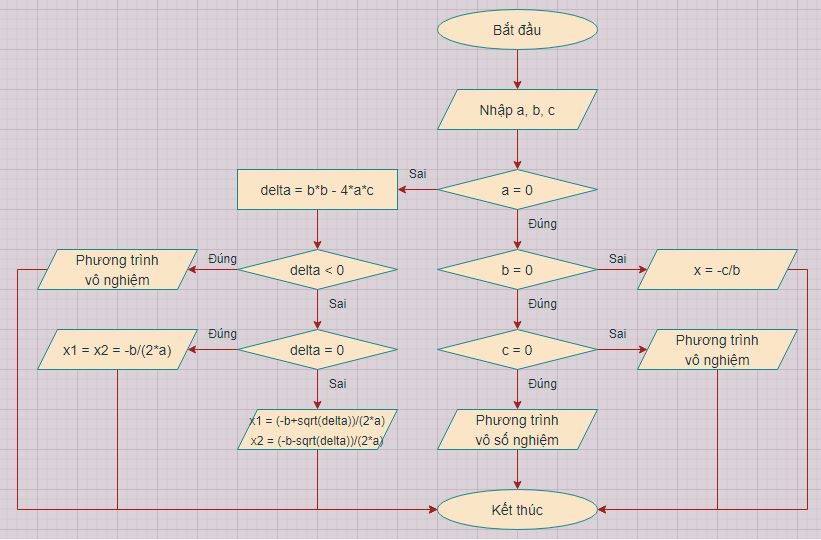 Bắt đầu
Nhập a, b, c
a = 0
Sai
delta = b*b - 4*a*c
Đúng
Phương trình
vô nghiệm
Đúng
delta < 0
b = 0
Sai
x = -c/b
Sai
Đúng
x1 = x2 = -b/(2*a)
Đúng
delta = 0
c = 0
Sai
Phương trình
vô nghiệm
Sai
Đúng
x1 = (-b+sqrt(delta))/(2*a)
x2 = (-b-sqrt(delta))/(2*a)
Phương trình
vô số nghiệm
Kết thúc